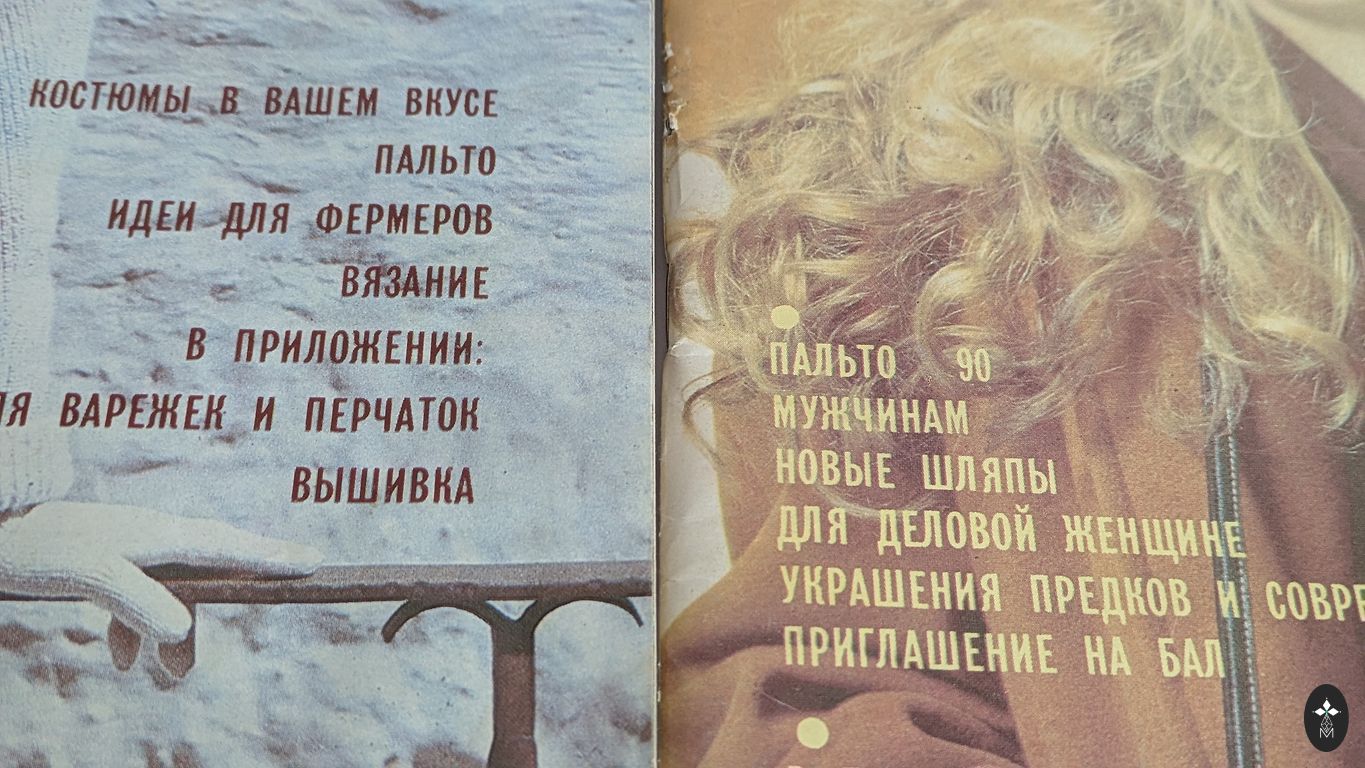 КОСТЮМЫ В ВАШЕМ ВКУСЕ
ПАЛЬТО
ИДЕИ ДЛЯ ФЕРМЕРОВ
ВЯЗАНИЕ
В ПРИЛОЖЕНИИ:
ВАРЕЖЕК И ПЕРЧАТОК
ВЫШИВКА
ПАЛЬТО 90
МУЖЧИНАМ
НОВЫЕ ШЛЯПЫ
ДЛЯ ДЕЛОВОЙ ЖЕНЩИНЕ
УКРАШЕНИЯ ПРЕДКОВ И
ПРИГЛАШЕНИЕ НА БАЛ
M